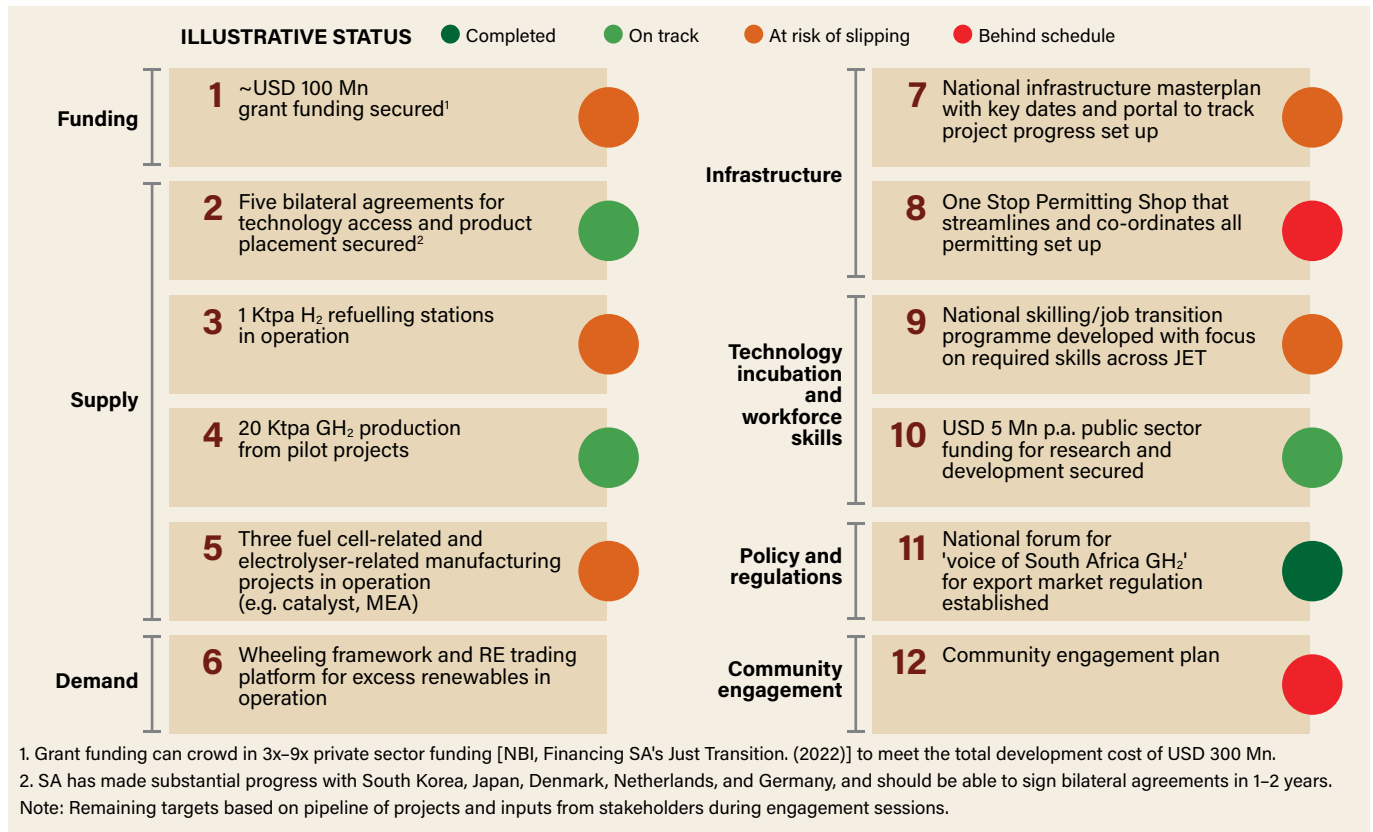 ILLUSTRATIVE STATUS
Completed
On track
At risk of slipping
Behind schedule
Funding
1
~USD 100 Mn
grant funding secured¹
Supply
2
Five bilateral agreements for
technology access and product
placement secured²
3
1 Ktpa H₂ refuelling stations
in operation
4
20 Ktpa GH₂ production
from pilot projects
5
Three fuel cell-related and
electrolyser-related manufacturing
projects in operation
(e.g. catalyst, MEA)
Demand
6
Wheeling framework and RE trading
platform for excess renewables in
operation
Infrastructure
7
National infrastructure masterplan
with key dates and portal to track
project progress set up
8
One Stop Permitting Shop that
streamlines and co-ordinates all
permitting set up
Technology
incubation
and
workforce
skills
9
National skilling/job transition
programme developed with focus
on required skills across JET
10
USD 5 Mn p.a. public sector
funding for research and
development secured
Policy and
regulations
11
National forum for
'voice of South Africa GH₂'
for export market regulation
established
Community
engagement
12
Community engagement plan
1. Grant funding can crowd in 3x–9x private sector funding [NBI, Financing SA's Just Transition. (2022)] to meet the total development cost of USD 300 Mn.
2. SA has made substantial progress with South Korea, Japan, Denmark, Netherlands, and Germany, and should be able to sign bilateral agreements in 1–2 years.
Note: Remaining targets based on pipeline of projects and inputs from stakeholders during engagement sessions.